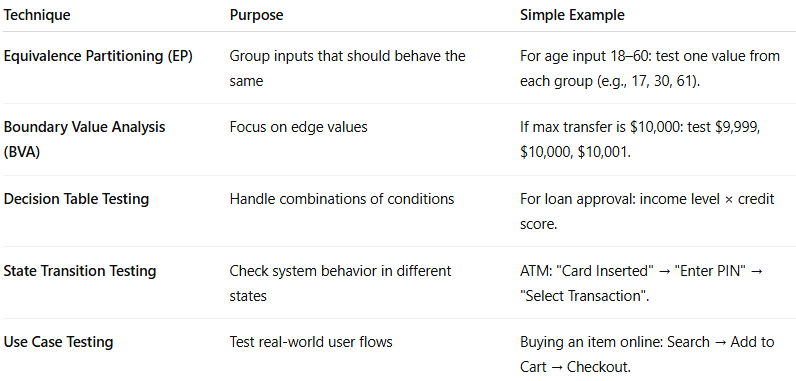 Technique Purpose Simple Example
Equivalence Partitioning (EP) Group inputs that should behave the same For age input 18–60: test one value from each group (e.g., 17, 30, 61).
Boundary Value Analysis (BVA) Focus on edge values If max transfer is $10,000: test $9,999, $10,000, $10,001.
Decision Table Testing Handle combinations of conditions For loan approval: income level × credit score.
State Transition Testing Check system behavior in different states ATM: "Card Inserted" → "Enter PIN" → "Select Transaction".
Use Case Testing Test real-world user flows Buying an item online: Search → Add to Cart → Checkout.